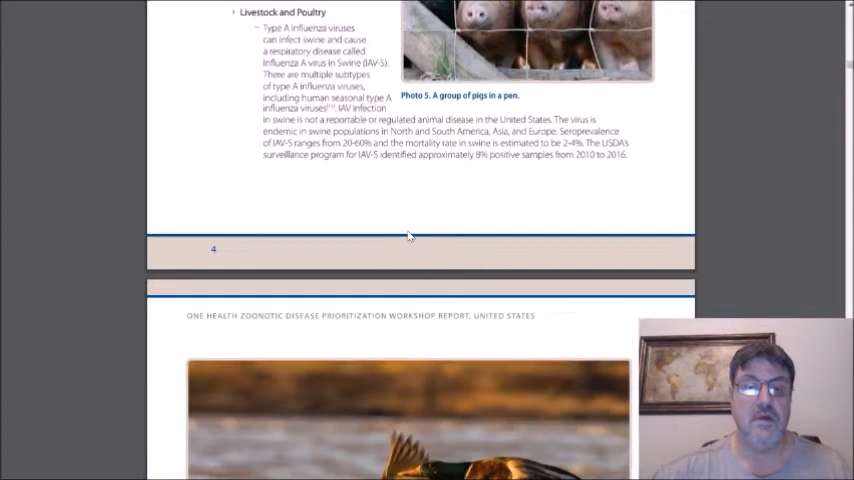 Livestock and Poultry
– Type A influenza viruses
can infect swine and cause
a respiratory disease called
Influenza A virus in Swine (IAV-S).
There are multiple subtypes
of type A influenza viruses,
including human seasonal type A
influenza viruses. IAV infection
in swine is not a reportable or regulated animal disease in the United States. The virus is
endemic in swine populations in North and South America, Asia, and Europe. Seroprevalence
of IAV-S ranges from 20-60% and the mortality rate in swine is estimated to be 2-4%. The USDA's
surveillance program for IAV-S identified approximately 8% positive samples from 2010 to 2016.
Photo 5. A group of pigs in a pen.
4
ONE HEALTH ZOONOTIC DISEASE PRIORITIZATION WORKSHOP REPORT, UNITED STATES